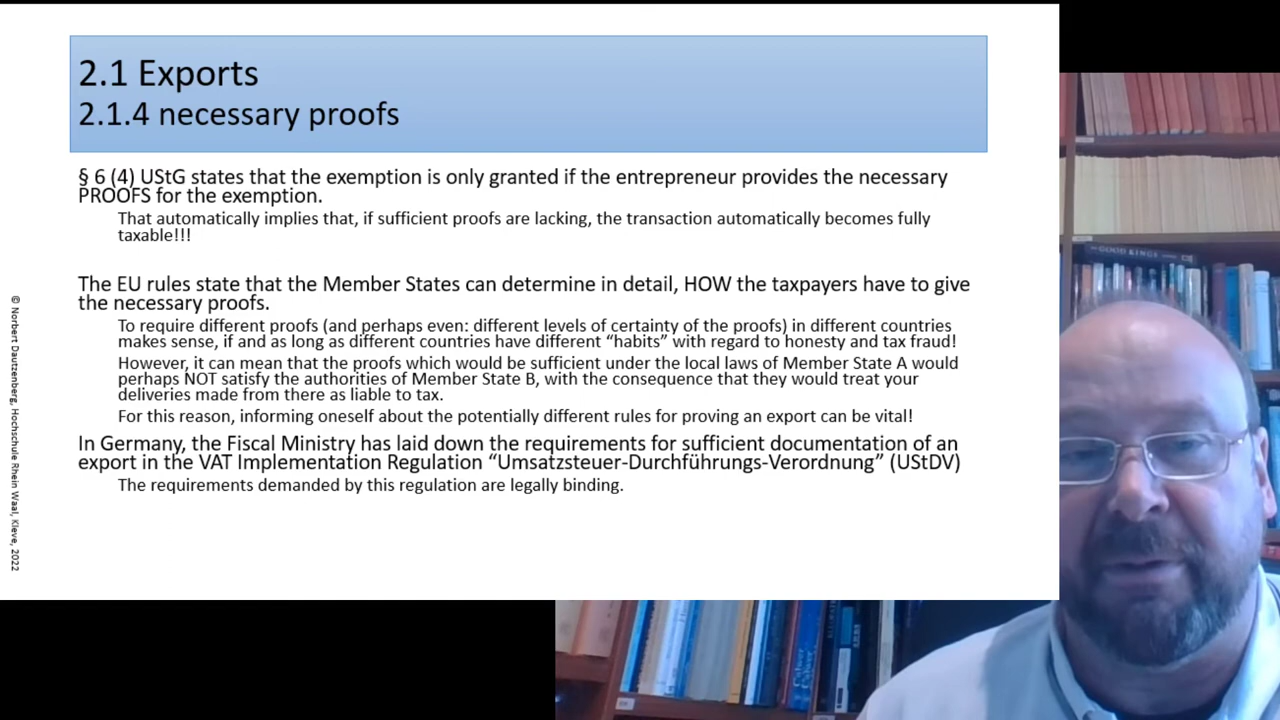 2.1 Exports
2.1.4 necessary proofs
§ 6 (4) UStG states that the exemption is only granted if the entrepreneur provides the necessary
PROOFS for the exemption.
That automatically implies that, if sufficient proofs are lacking, the transaction automatically becomes fully
taxable!!!
The EU rules state that the Member States can determine in detail, HOW the taxpayers have to give
the necessary proofs.
To require different proofs (and perhaps even: different levels of certainty of the proofs) in different countries
makes sense, if and as long as different countries have different “habits” with regard to honesty and tax fraud!
However, it can mean that the proofs which would be sufficient under the local laws of Member State A would
perhaps NOT satisfy the authorities of Member State B, with the consequence that they would treat your
deliveries made from there as liable to tax.
For this reason, informing oneself about the potentially different rules for proving an export can be vital!
In Germany, the Fiscal Ministry has laid down the requirements for sufficient documentation of an
export in the VAT Implementation Regulation “Umsatzsteuer-Durchführungs-Verordnung” (UStDV)
The requirements demanded by this regulation are legally binding.
© Norbert Dautzenberg, Hochschule Rhein Waal, Kleve, 2022
GOOD KINGS